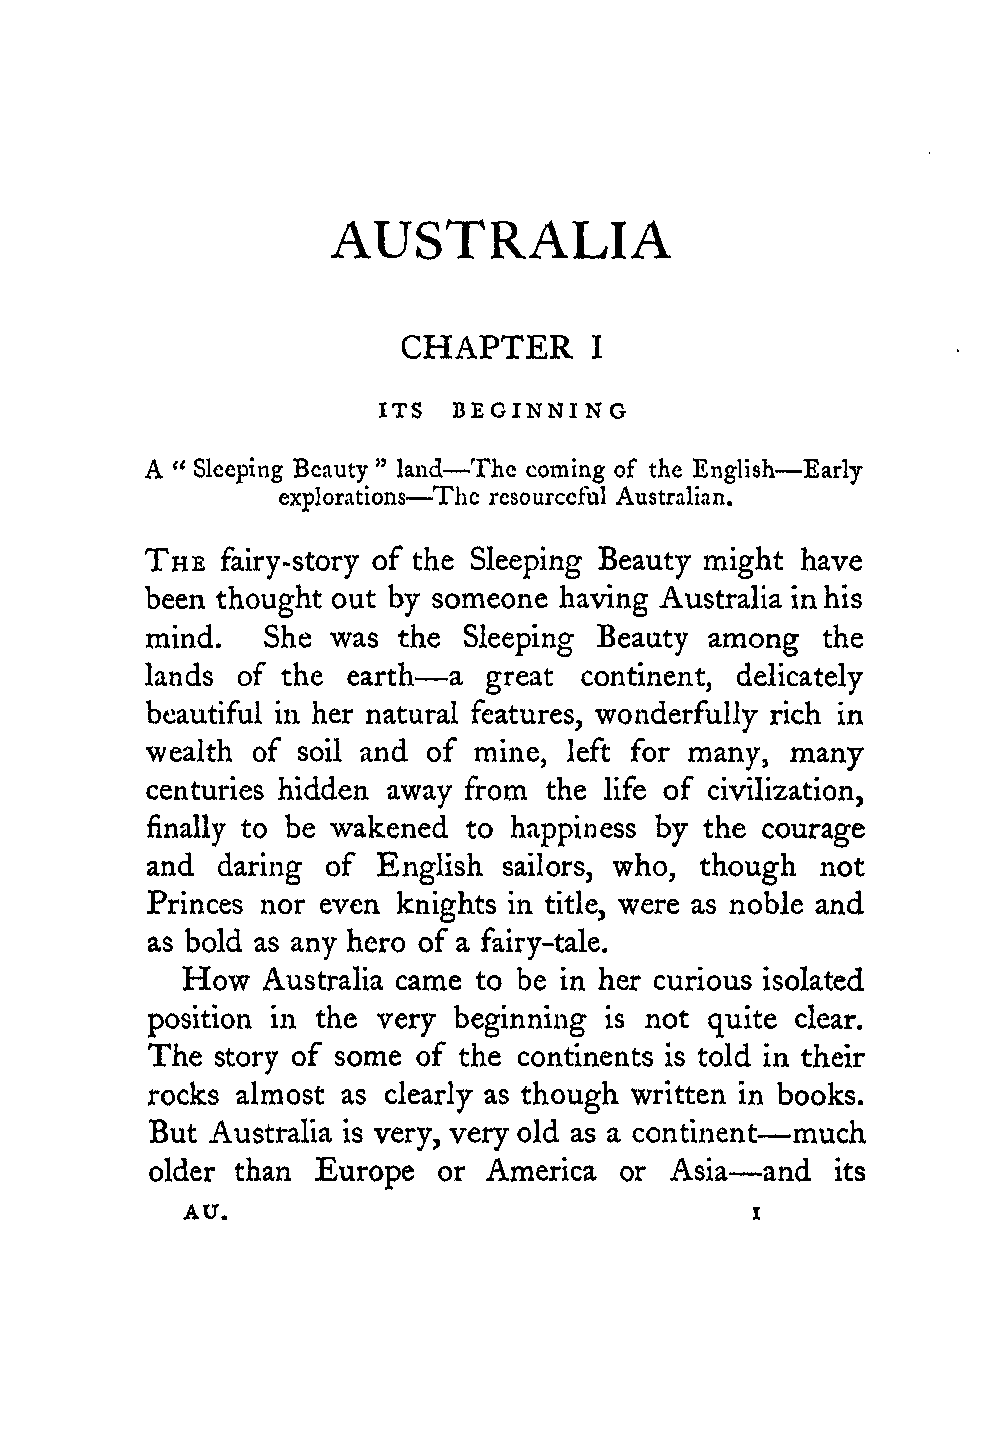 AUSTRALIA
CHAPTER I
ITS BEGINNING
A “ Sleeping Beauty ” land—The coming of the English—Early
explorations—The resourceful Australian.
THE fairy-story of the Sleeping Beauty might have
been thought out by someone having Australia in his
mind. She was the Sleeping Beauty among the
lands of the earth—a great continent, delicately
beautiful in her natural features, wonderfully rich in
wealth of soil and of mine, left for many, many
centuries hidden away from the life of civilization,
finally to be wakened to happiness by the courage
and daring of English sailors, who, though not
Princes nor even knights in title, were as noble and
as bold as any hero of a fairy-tale.
How Australia came to be in her curious isolated
position in the very beginning is not quite clear.
The story of some of the continents is told in their
rocks almost as clearly as though written in books.
But Australia is very, very old as a continent—much
older than Europe or America or Asia—and its
AU. I